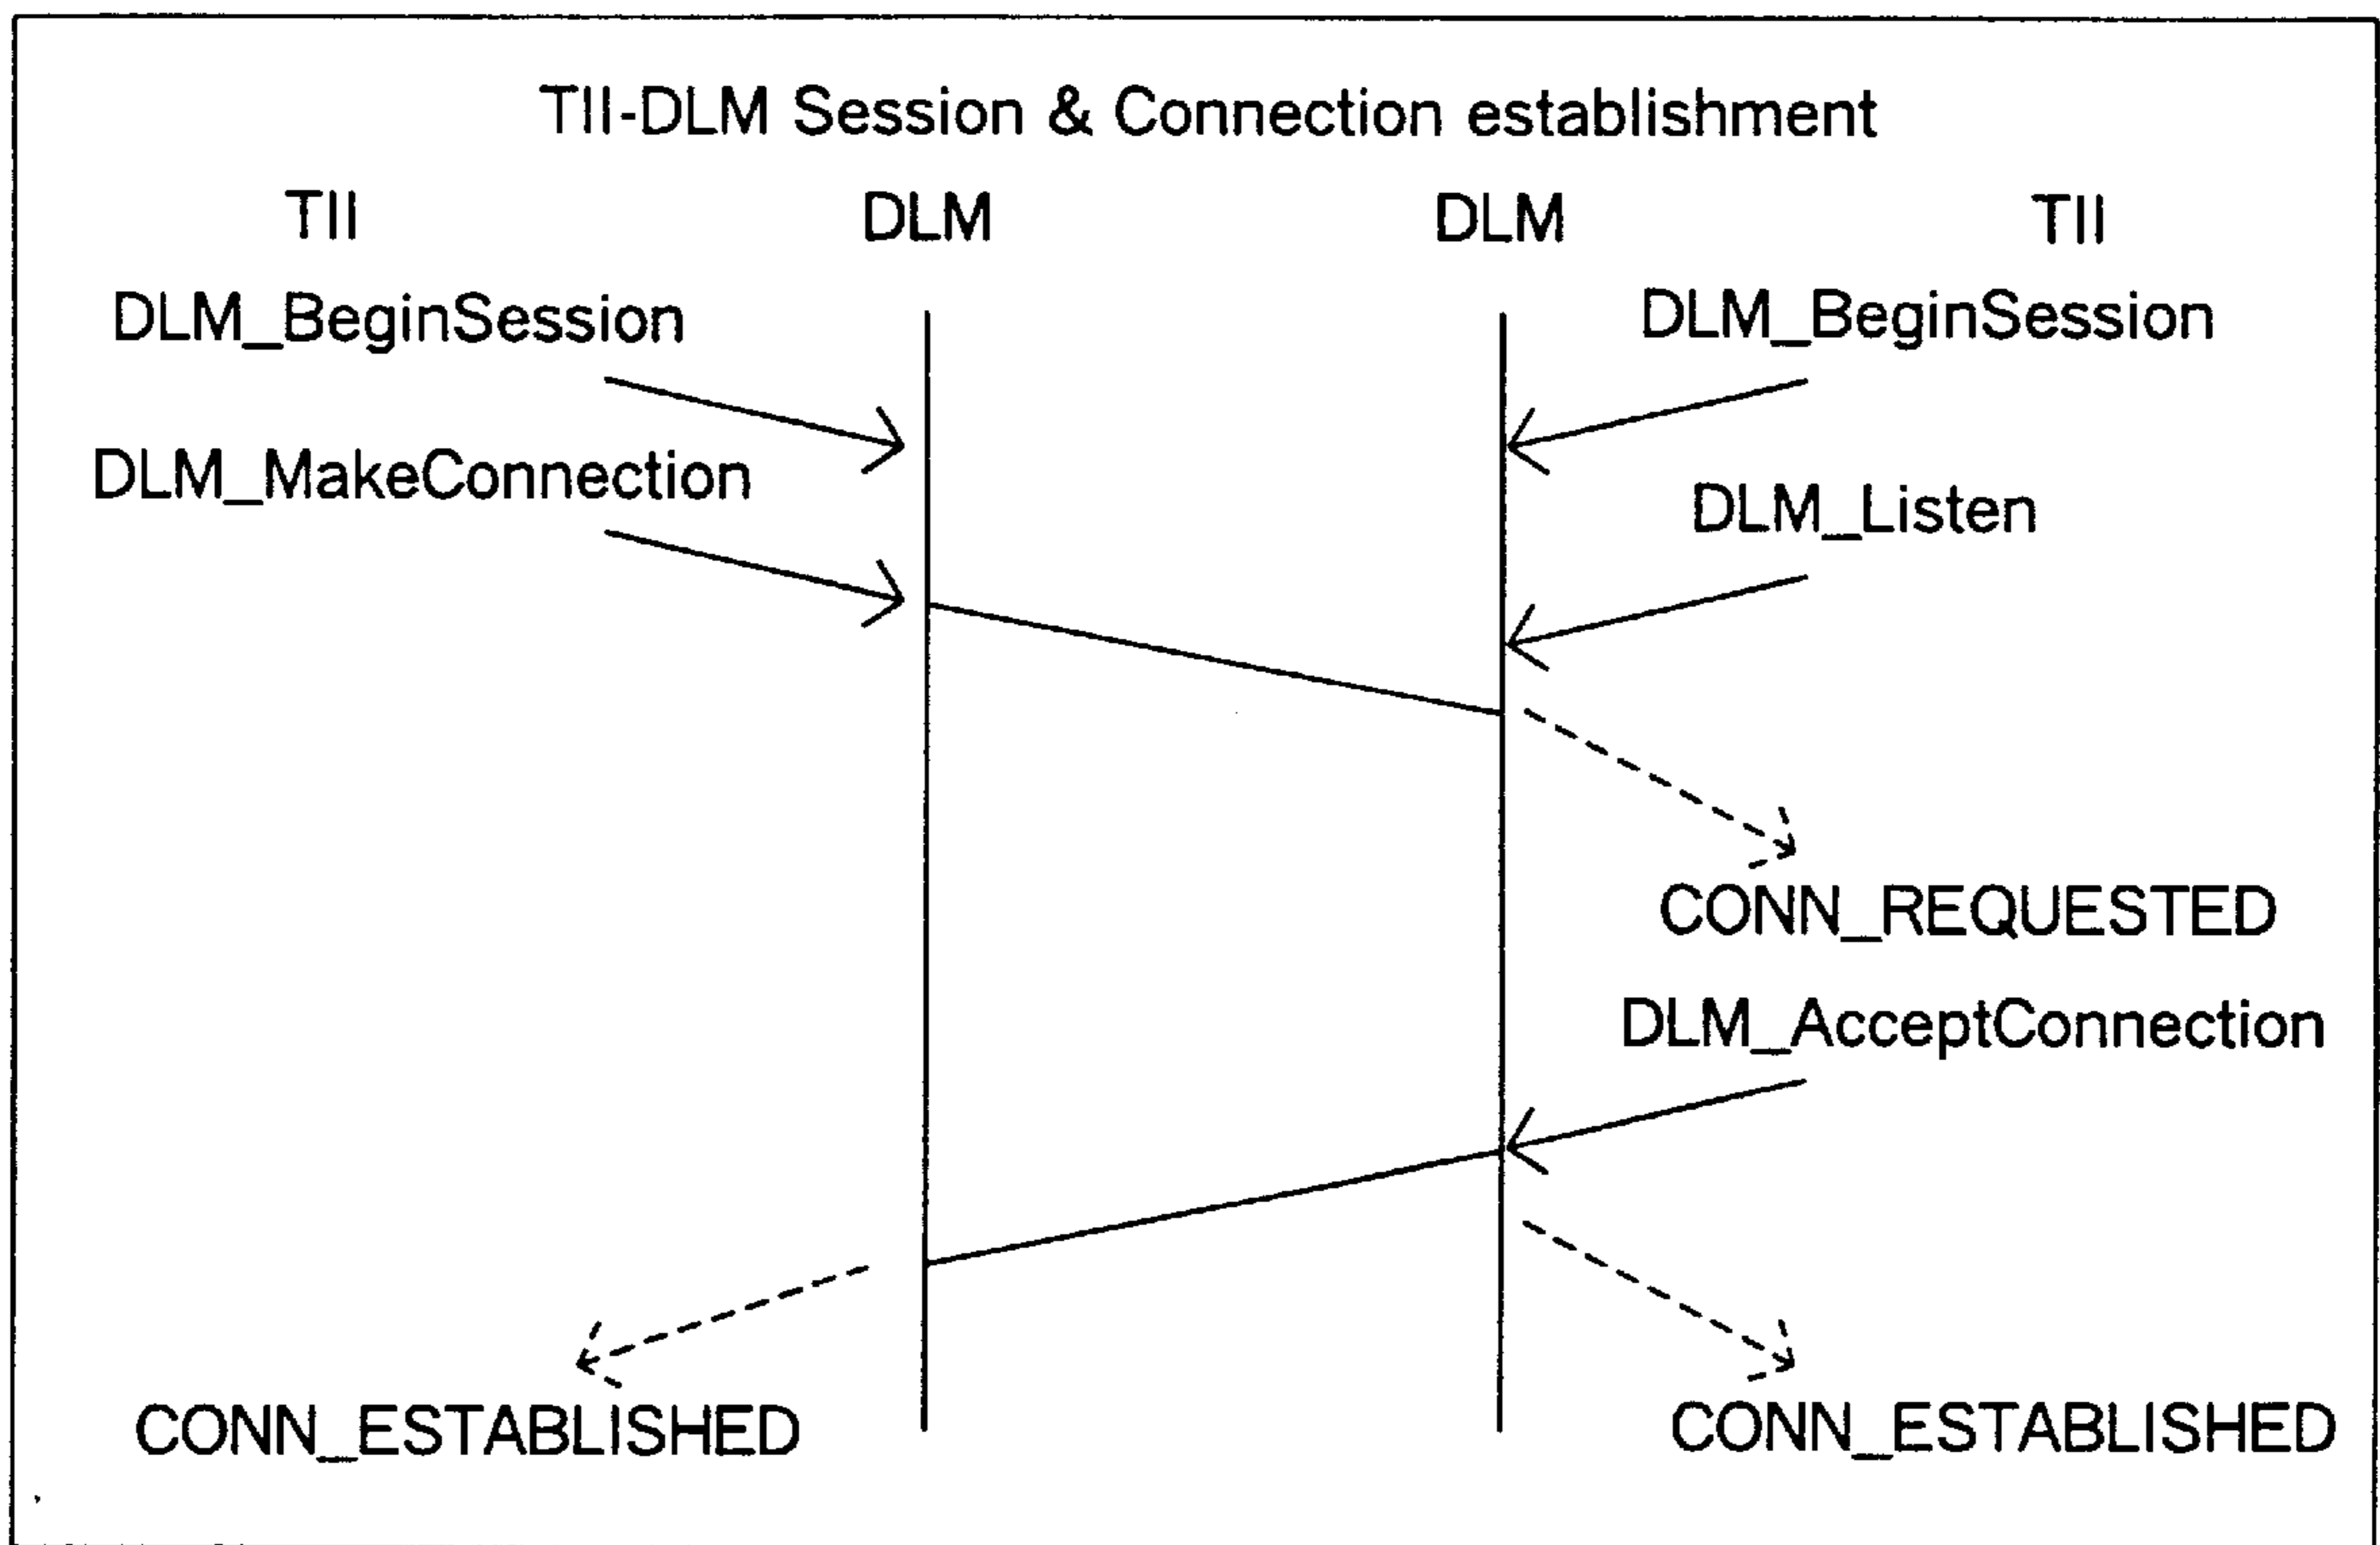 TII-DLM Session & Connection establishment
TII DLM DLM TII
DLM_BeginSession DLM_BeginSession
DLM_MakeConnection
DLM_Listen
CONN_REQUESTED
DLM_AcceptConnection
CONN_ESTABLISHED CONN_ESTABLISHED